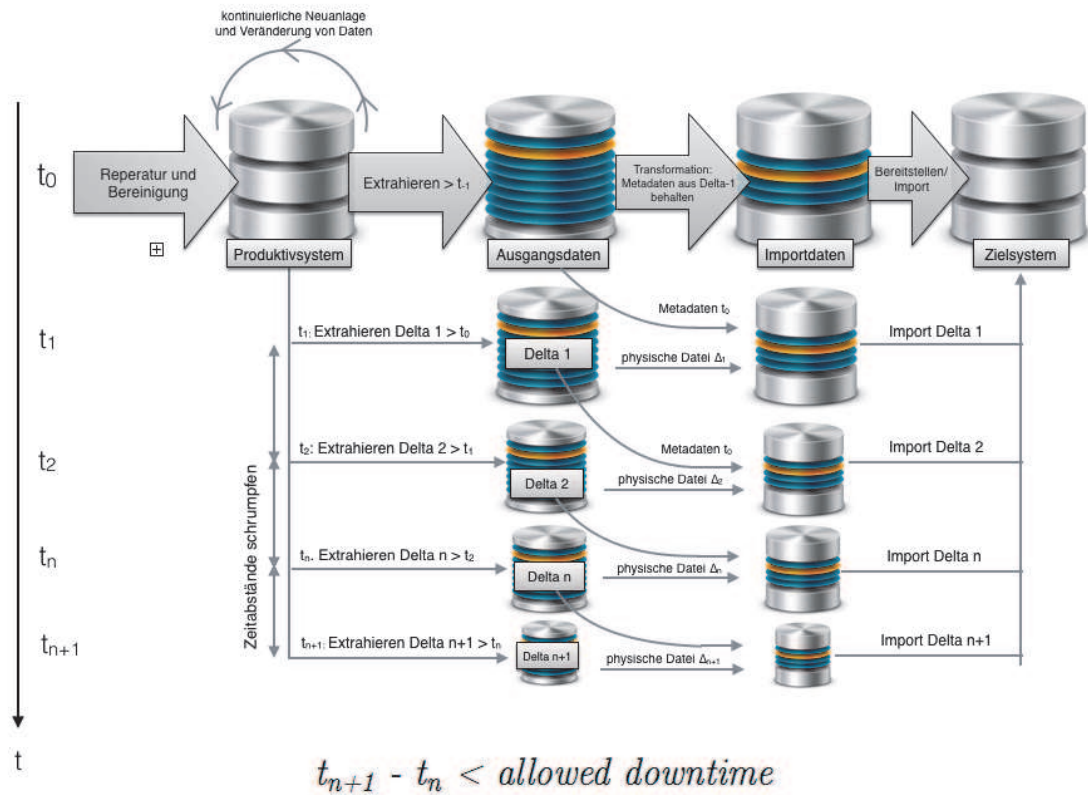 kontinuierliche Neuanlage
und Veränderung von Daten
t0
Reperatur und
Bereinigung
Extrahieren > t-1
Transformation:
Metadaten aus Delta-1
behalten
Bereitstellen/
Import
Produktivsystem
Ausgangsdaten
Importdaten
Zielsystem
t1
t1: Extrahieren Delta 1 > t0
Delta 1
Metadaten t0
physische Datei Δ1
Import Delta 1
t2
t2: Extrahieren Delta 2 > t1
Delta 2
Metadaten t0
physische Datei Δ2
Import Delta 2
Zeitabstände schrumpfen
tn
tn. Extrahieren Delta n > t2
Delta n
physische Datei Δn
Import Delta n
tn+1
tn+1: Extrahieren Delta n+1 > tn
Delta n+1
physische Datei Δn+1
Import Delta n+1
t
tn+1 - tn < allowed downtime